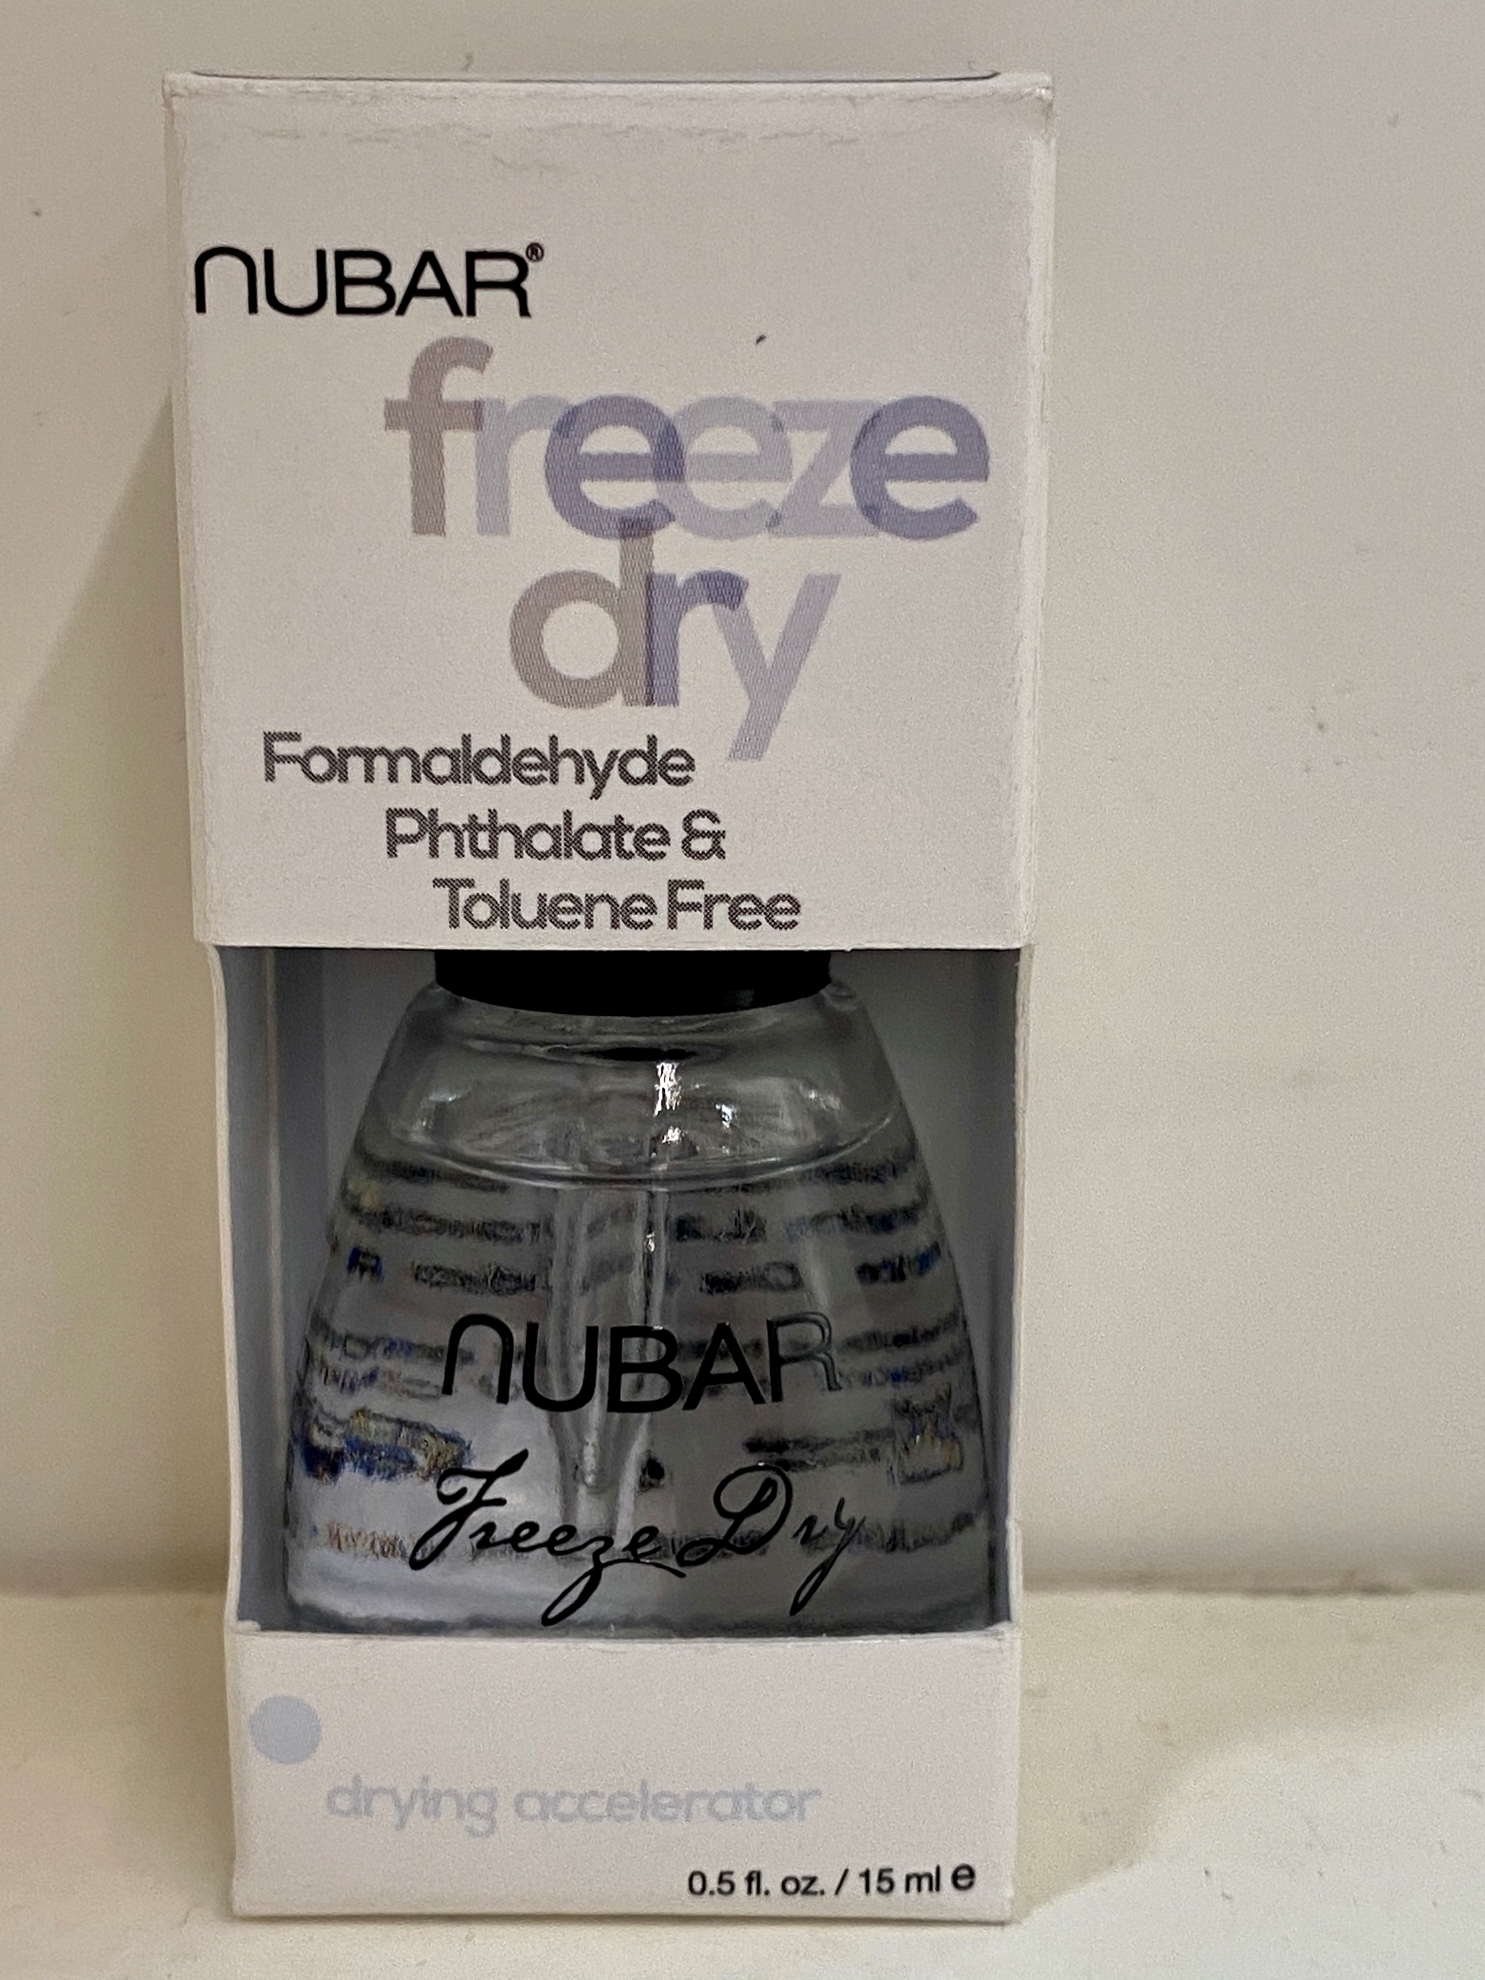 NUBAR®
freeze
dry
Formaldehyde
Phthalate &
Toluene Free
NUBAR
Freeze Dry
drying accelerator
0.5 fl. oz. / 15 ml ℮